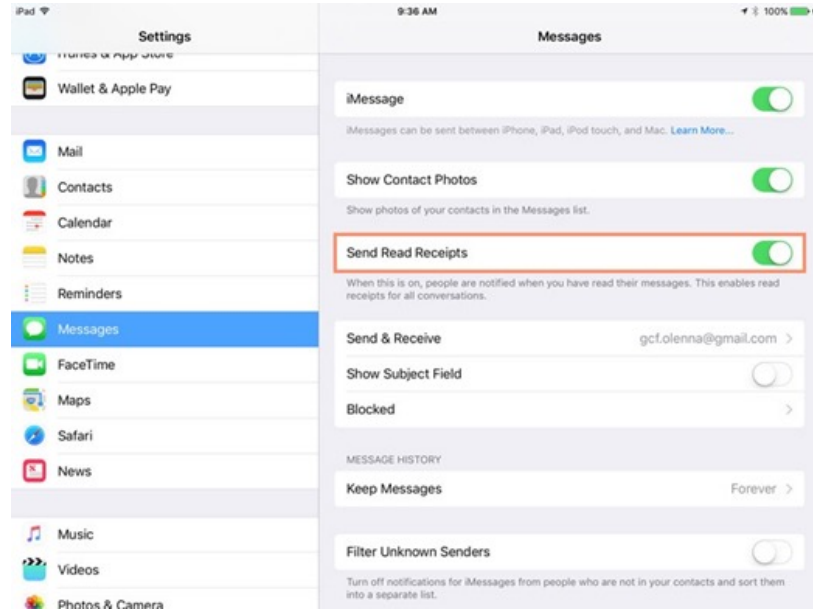 iPad
9:36 AM
100%
Settings
Messages
iTunes & App Store
Wallet & Apple Pay
Mail
Contacts
Calendar
Notes
Reminders
Messages
FaceTime
Maps
Safari
News
Music
Videos
Photos & Camera
iMessage
iMessages can be sent between iPhone, iPad, iPod touch, and Mac. Learn More...
Show Contact Photos
Show photos of your contacts in the Messages list.
Send Read Receipts
When this is on, people are notified when you have read their messages. This enables read
receipts for all conversations.
Send & Receive gcf.olenna@gmail.com
Show Subject Field
Blocked
MESSAGE HISTORY
Keep Messages Forever
Filter Unknown Senders
Turn off notifications for iMessages from people who are not in your contacts and sort them
into a separate list.